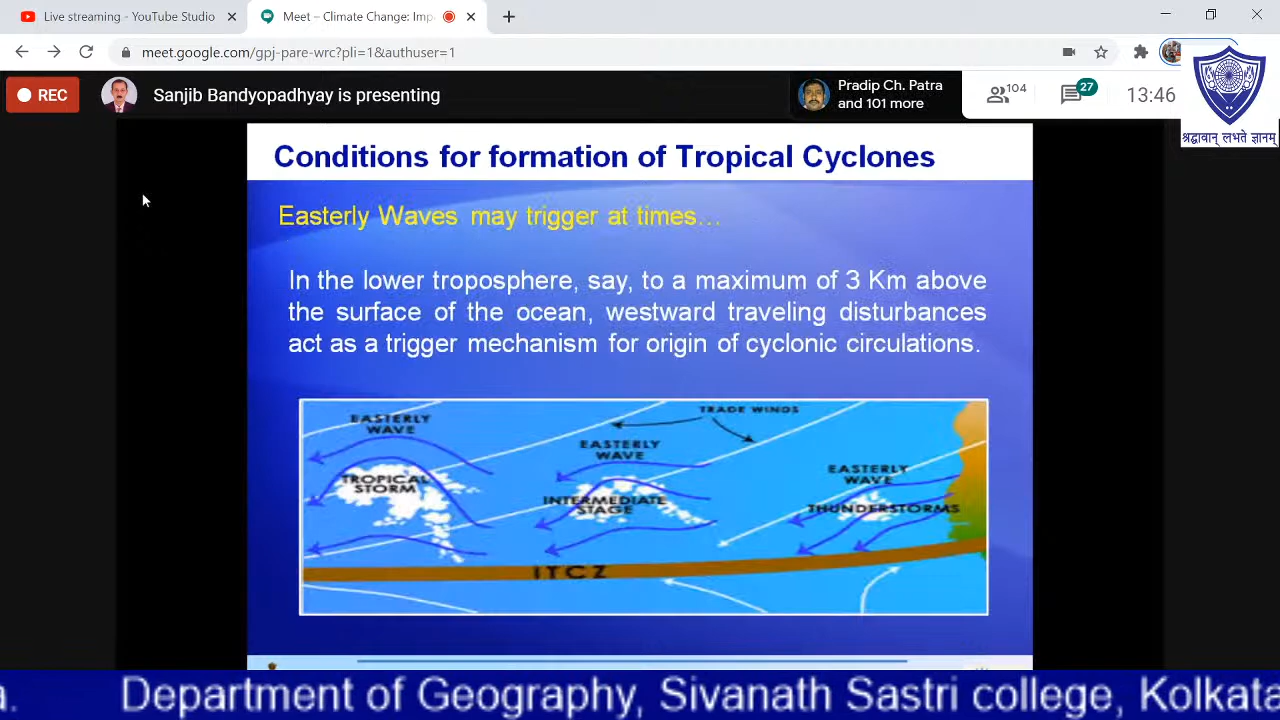 Live streaming - YouTube Studio
Meet – Climate Change: Imp
meet.google.com/gpj-pare-wrc?pli=1&authuser=1
REC
Sanjib Bandyopadhyay is presenting
Pradip Ch. Patra
and 101 more
104
27
13:46
श्रद्धावान् लभते ज्ञानम्
Conditions for formation of Tropical Cyclones
Easterly Waves may trigger at times...
In the lower troposphere, say, to a maximum of 3 Km above
the surface of the ocean, westward traveling disturbances
act as a trigger mechanism for origin of cyclonic circulations.
TRADE WINDS
EASTERLY
WAVE
TROPICAL
STORM
EASTERLY
WAVE
INTERMEDIATE
STAGE
EASTERLY
WAVE
THUNDERSTORMS
ITCZ
a. Department of Geography, Sivanath Sastri college, Kolkata